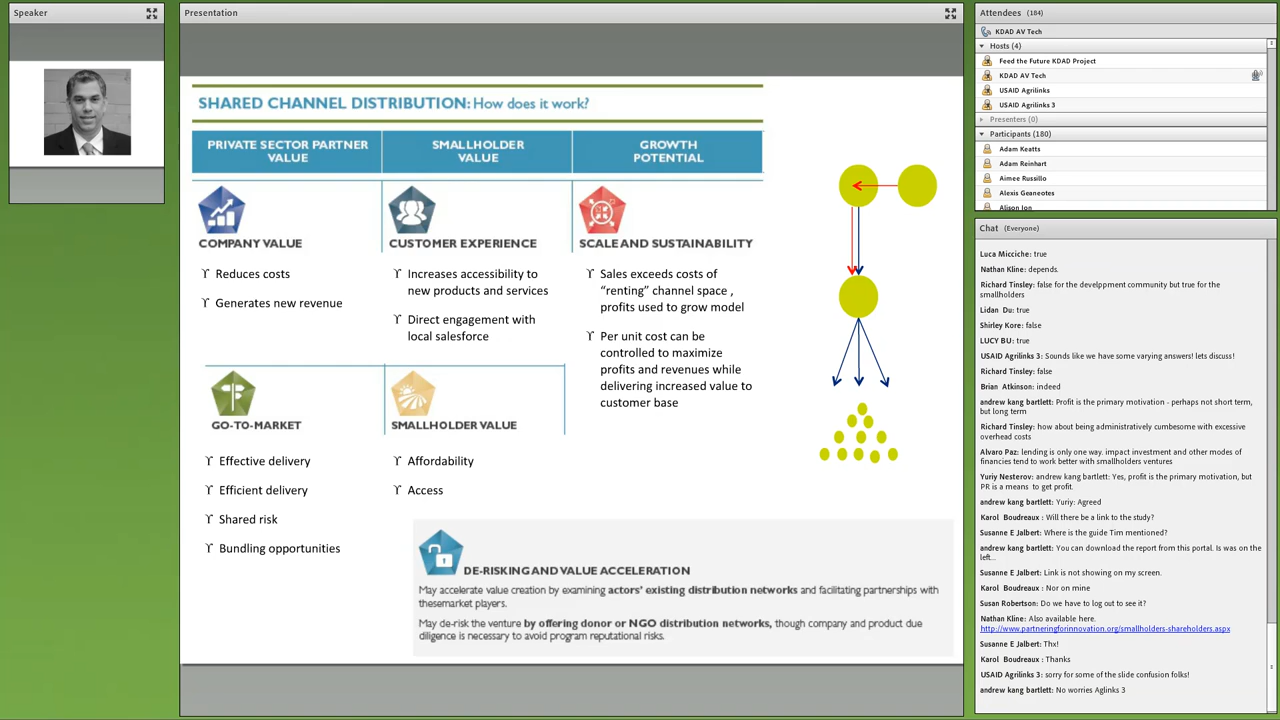 Speaker
Presentation
SHARED CHANNEL DISTRIBUTION: How does it work?
PRIVATE SECTOR PARTNER
VALUE
SMALLHOLDER
VALUE
GROWTH
POTENTIAL
COMPANY VALUE
CUSTOMER EXPERIENCE
SCALE AND SUSTAINABILITY
Reduces costs
Generates new revenue
Increases accessibility to
new products and services
Direct engagement with
local salesforce
Sales exceeds costs of
“renting” channel space ,
profits used to grow model
Per unit cost can be
controlled to maximize
profits and revenues while
delivering increased value to
customer base
GO-TO-MARKET
SMALLHOLDER VALUE
Effective delivery
Efficient delivery
Shared risk
Bundling opportunities
Affordability
Access
DE-RISKING AND VALUE ACCELERATION
May accelerate value creation by examining actors' existing distribution networks and facilitating partnerships with
thesemarket players.
May de-risk the venture by offering donor or NGO distribution networks, though company and product due
diligence is necessary to avoid program reputational risks.
Attendees (184)
KDAD AV Tech
Hosts (4)
Feed the Future KDAD Project
KDAD AV Tech
USAID Agrilinks
USAID Agrilinks 3
Presenters (0)
Participants (180)
Adam Keatts
Adam Reinhart
Aimee Russillo
Alexis Geaneotes
Alison Ion
Chat (Everyone)
Luca Micciche: true
Nathan Kline: depends.
Richard Tinsley: false for the develppment community but true for the
smallholders
Lidan Du: true
Shirley Kore: false
LUCY BU: true
USAID Agrilinks 3: Sounds like we have some varying answers! lets discuss!
Richard Tinsley: false
Brian Atkinson: indeed
andrew kang bartlett: Profit is the primary motivation - perhaps not short term,
but long term
Richard Tinsley: how about being administratively cumbesome with excessive
overhead costs
Alvaro Paz: lending is only one way. impact investment and other modes of
financies tend to work better with smallholders ventures
Yuriy Nesterov: andrew kang bartlett: Yes, profit is the primary motivation, but
PR is a means to get profit.
andrew kang bartlett: Yuriy: Agreed
Karol Boudreaux : Will there be a link to the study?
Susanne E Jalbert: Where is the guide Tim mentioned?
andrew kang bartlett: You can download the report from this portal. Is was on the
left...
Susanne E Jalbert: Link is not showing on my screen.
Karol Boudreaux : Nor on mine
Susan Robertson: Do we have to log out to see it?
Nathan Kline: Also available here.
http://www.partneringforinnovation.org/smallholders-shareholders.aspx
Susanne E Jalbert: Thx!
Karol Boudreaux : Thanks
USAID Agrilinks 3: sorry for some of the slide confusion folks!
andrew kang bartlett: No worries Aglinks 3